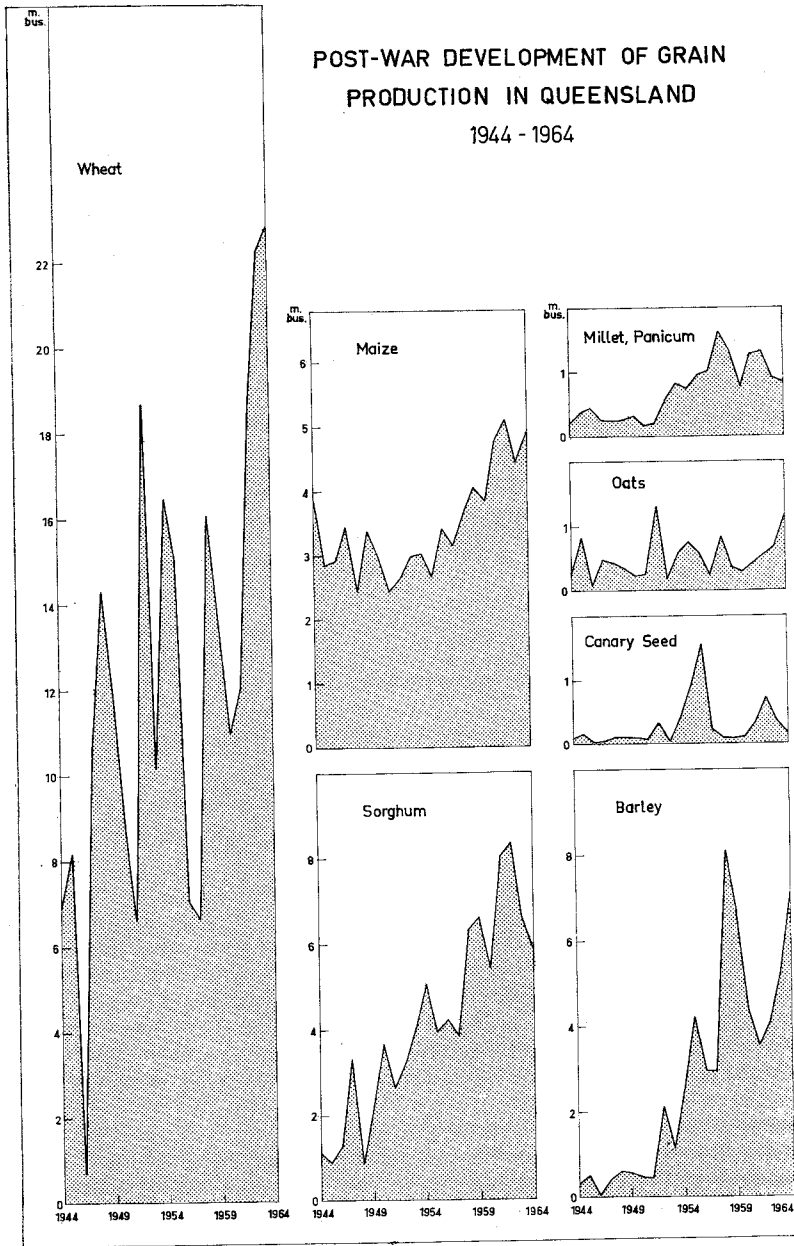 POST-WAR DEVELOPMENT OF GRAIN
PRODUCTION IN QUEENSLAND
1944 - 1964
m.
bus.
Wheat
22
20
18
16
14
12
10
8
6
4
2
0
1944 1949 1954 1959 1964
m.
bus.
Maize
6
5
4
3
2
1
0
m.
bus.
Millet, Panicum
1
0
Oats
1
0
Canary Seed
1
0
Sorghum
8
6
4
2
0
1944 1949 1954 1959 1964
Barley
8
6
4
2
0
1944 1949 1954 1959 1964